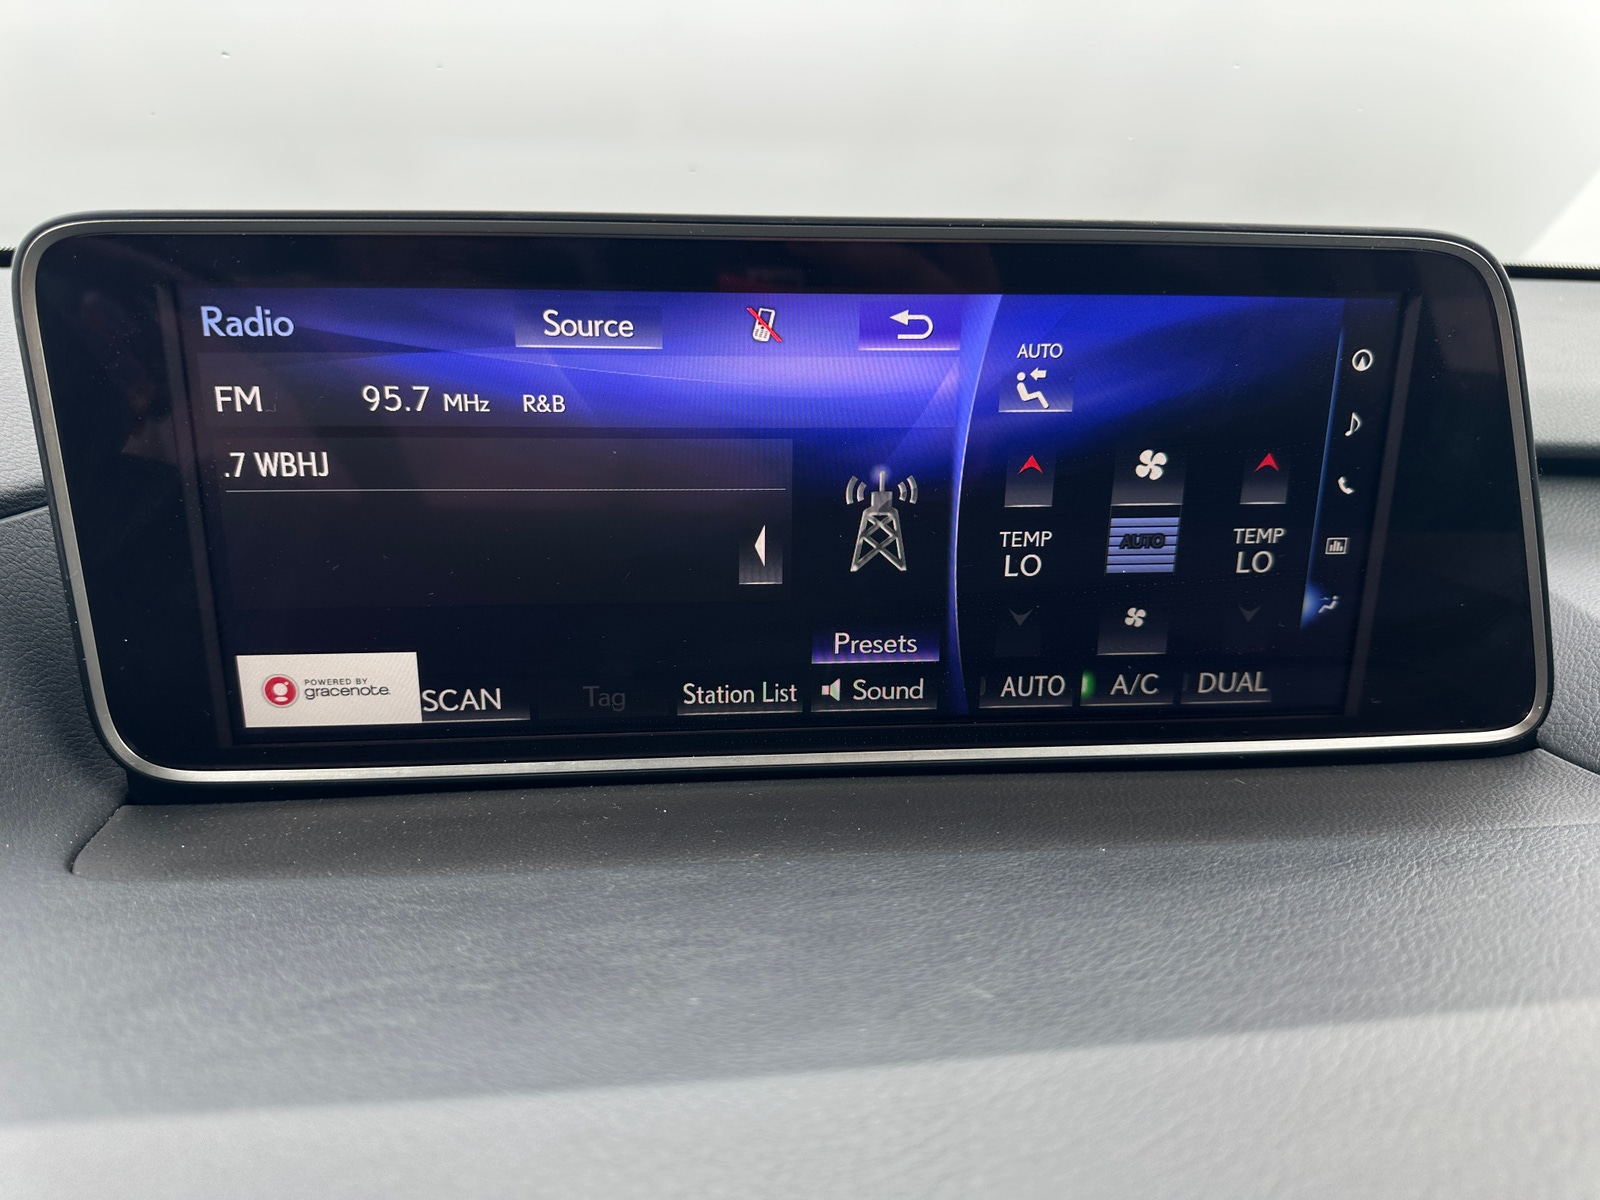 Radio
Source
FM 95.7 MHz R&B
.7 WBHJ
POWERED BY
gracenote.
SCAN
Tag
Station List
Presets
Sound
AUTO
TEMP
LO
AUTO
TEMP
LO
AUTO
A/C
DUAL